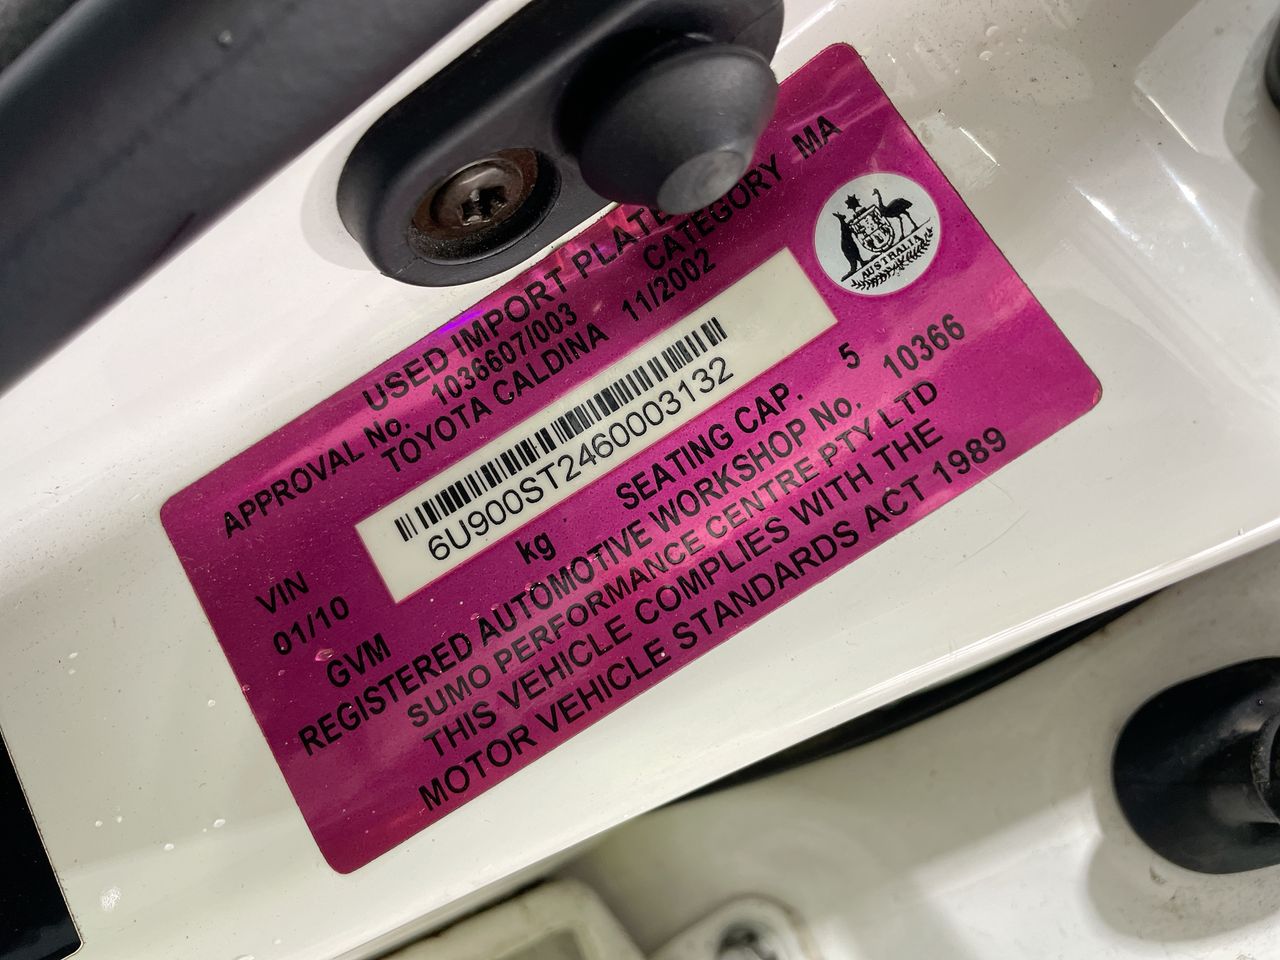 USED IMPORT PLATE
APPROVAL No. 1036607/003 CATEGORY MA
TOYOTA CALDINA 11/2002
AUSTRALIA
VIN 6U900ST2460003132
01/10
GVM kg SEATING CAP. 5
REGISTERED AUTOMOTIVE WORKSHOP No. 10366
SUMO PERFORMANCE CENTRE PTY LTD
THIS VEHICLE COMPLIES WITH THE
MOTOR VEHICLE STANDARDS ACT 1989